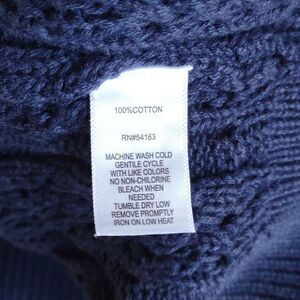 100%COTTON
RN#54163
MACHINE WASH COLD
GENTILE CYCLE
WITH LIKE COLORS
NO NON-CHLORINE
BLEACH WHEN
NEEDED
TUMBLE DRY LOW
REMOVE PROMPTLY
IRON ON LOW HEAT